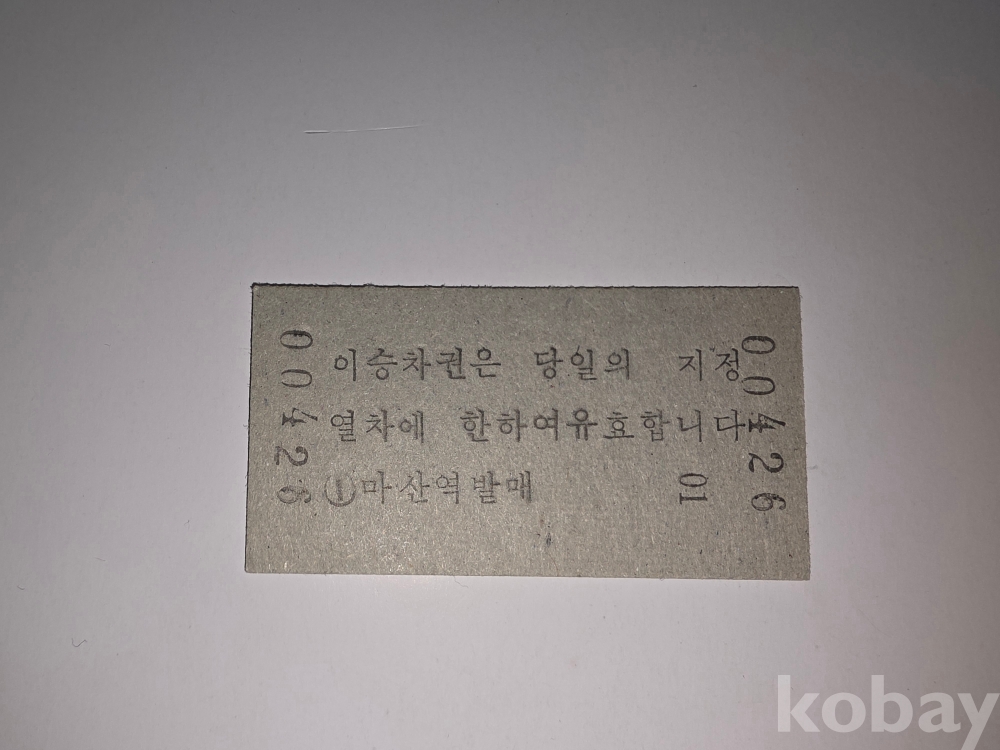 00426
이승차권은 당일의 지정
열차에 한하여유효합니다
①마산역발매 01
00426
kobay